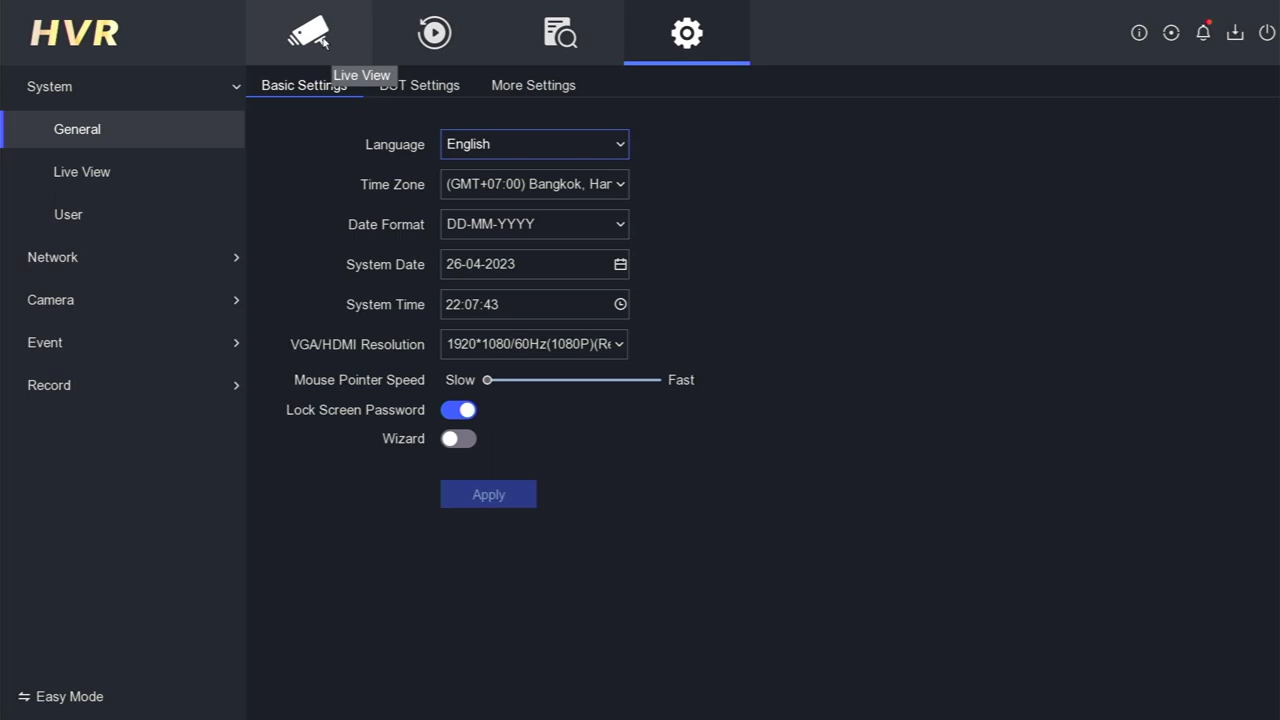 HVR
Live View
System
Basic Settings
DST Settings
More Settings
General
Live View
User
Network
Camera
Event
Record
Language English
Time Zone (GMT+07:00) Bangkok, Har
Date Format DD-MM-YYYY
System Date 26-04-2023
System Time 22:07:43
VGA/HDMI Resolution 1920*1080/60Hz(1080P)(Re
Mouse Pointer Speed Slow Fast
Lock Screen Password
Wizard
Apply
Easy Mode